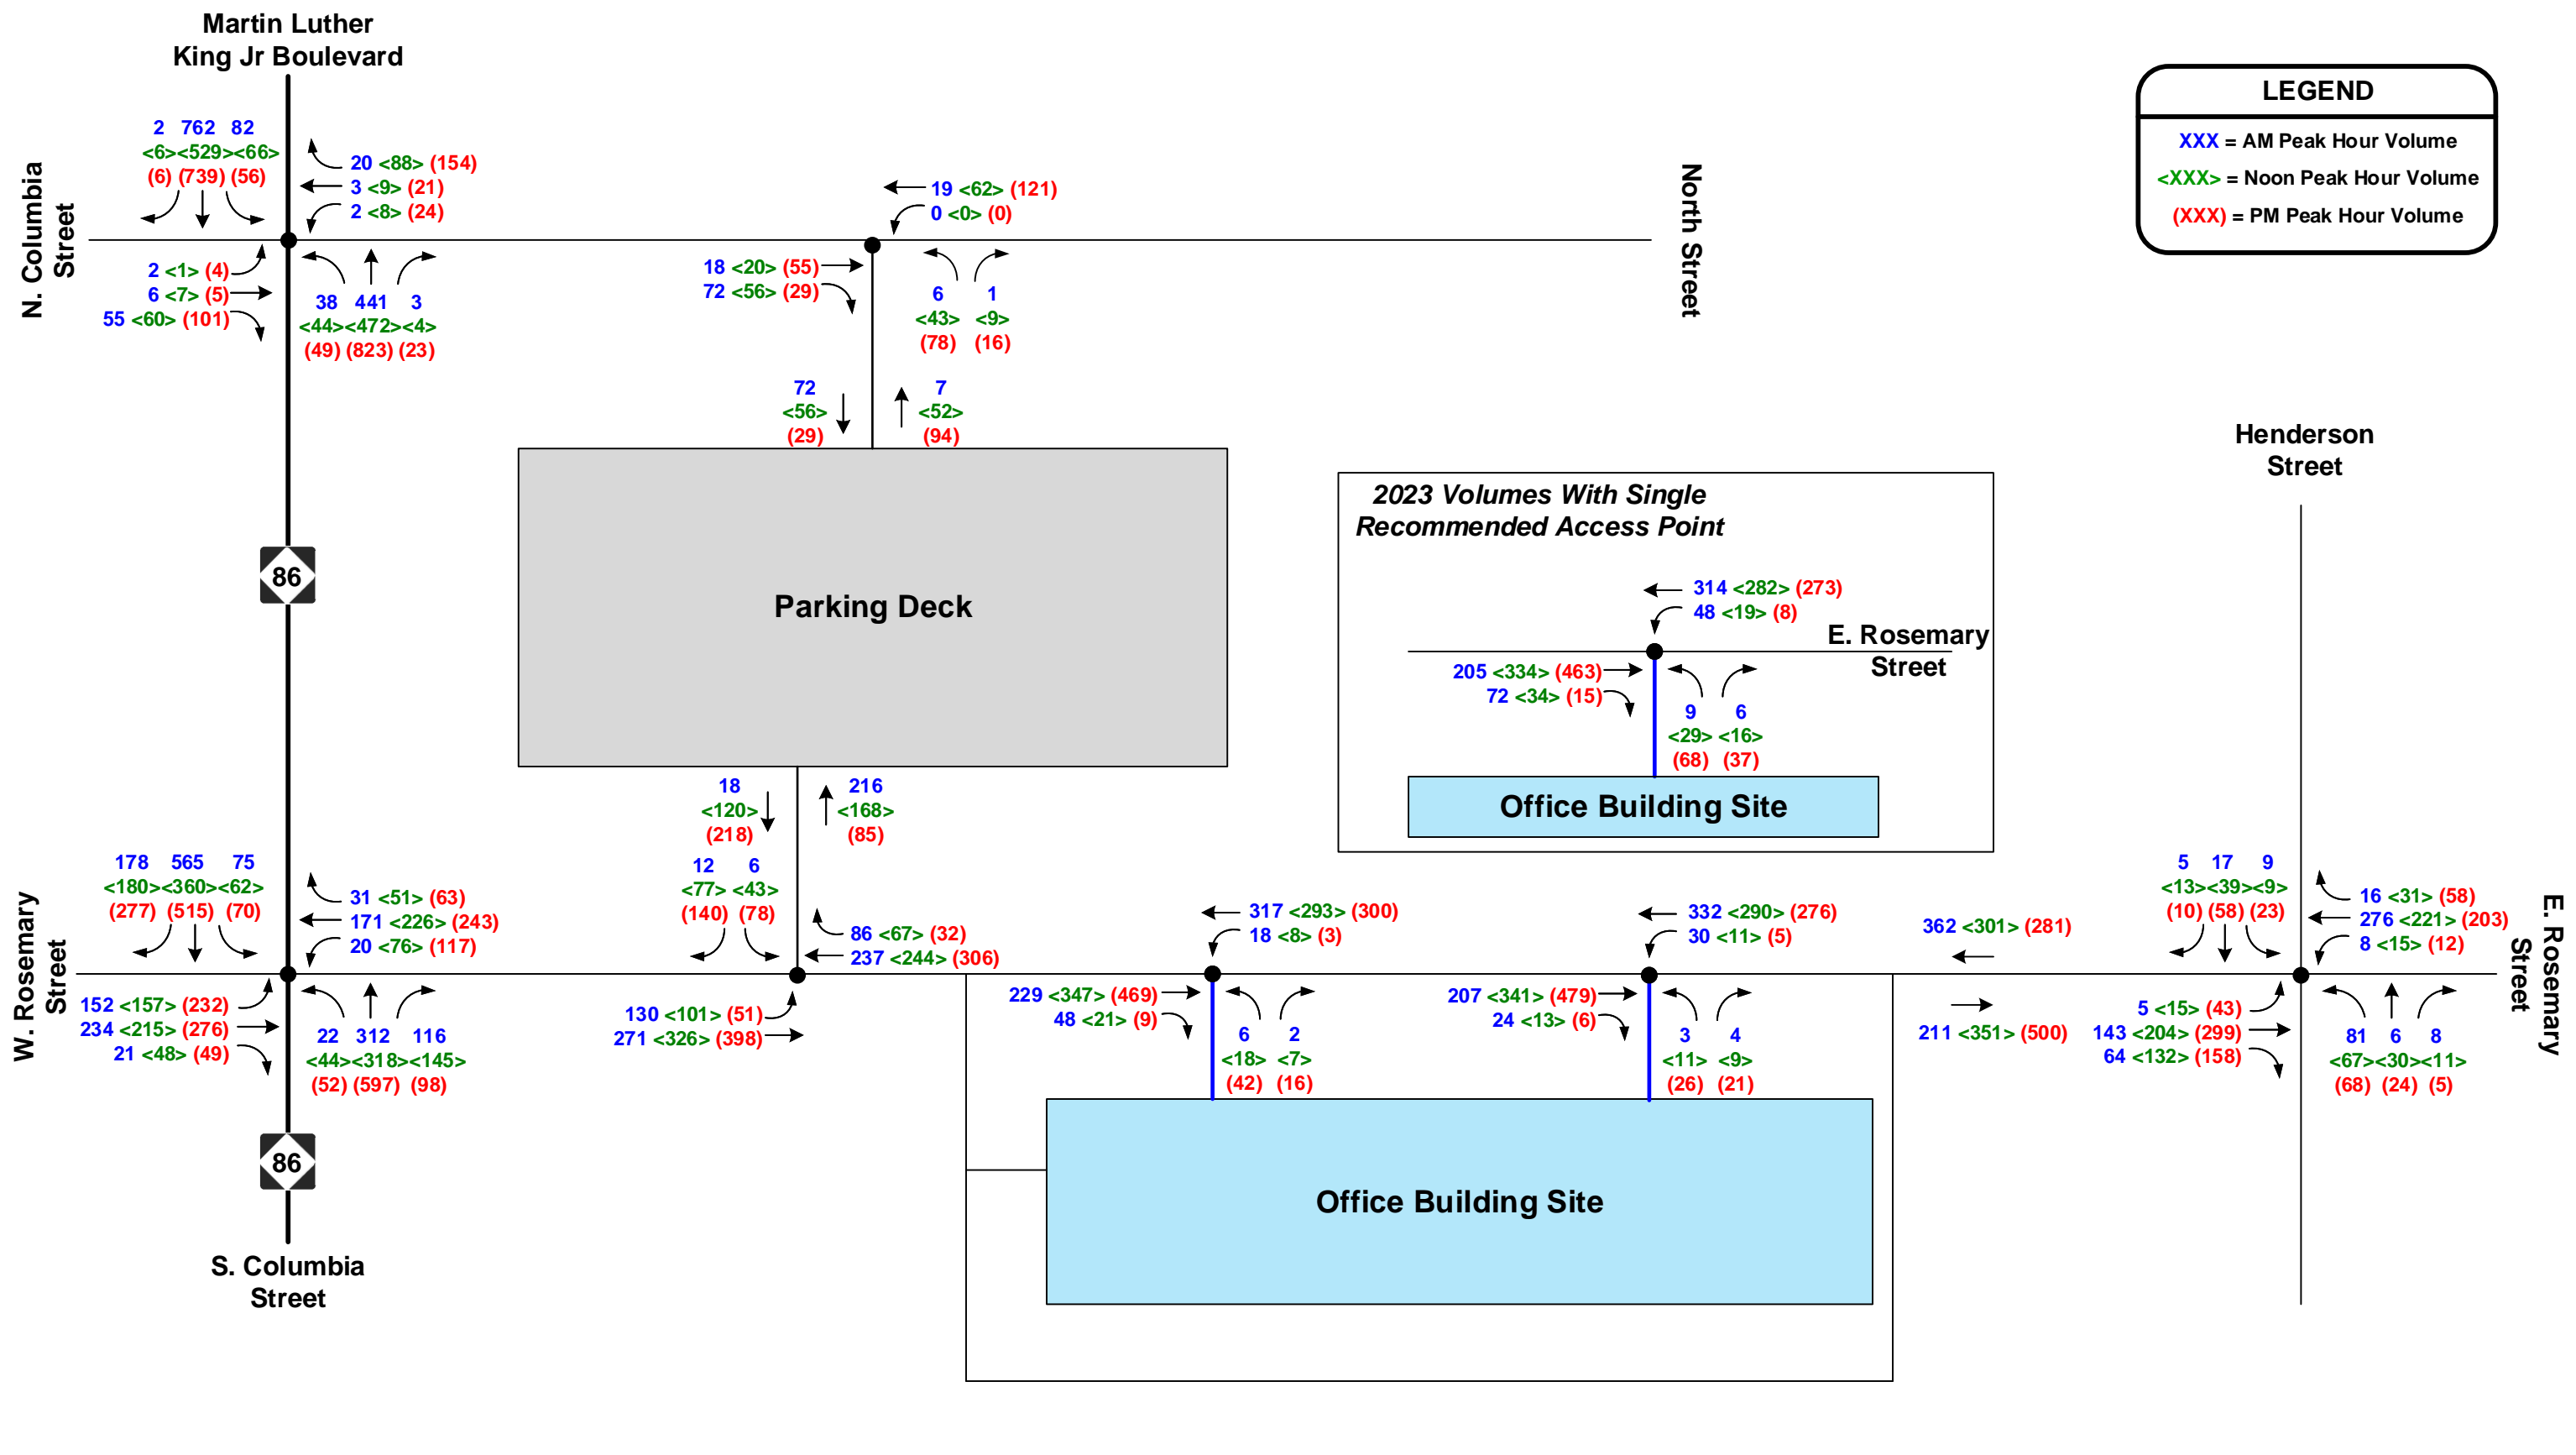 Martin Luther
King Jr Boulevard
2 762 82
<6><529><66>
(6) (739) (56)
20 <88> (154)
3 <9> (21)
2 <8> (24)
N. Columbia
Street
2 <1> (4)
6 <7> (5)
55 <60> (101)
38 441 3
<44><472><4>
(49) (823) (23)
19 <62> (121)
0 <0> (0)
18 <20> (55)
72 <56> (29)
6 1
<43> <9>
(78) (16)
North Street
LEGEND
XXX = AM Peak Hour Volume
<XXX> = Noon Peak Hour Volume
(XXX) = PM Peak Hour Volume
72
<56>
(29)
7
<52>
(94)
86
Parking Deck
2023 Volumes With Single
Recommended Access Point
314 <282> (273)
48 <19> (8)
E. Rosemary
Street
205 <334> (463)
72 <34> (15)
9 6
<29> <16>
(68) (37)
Office Building Site
Henderson
Street
18
<120>
(218)
216
<168>
(85)
178 565 75
<180><360><62>
(277) (515) (70)
31 <51> (63)
171 <226> (243)
20 <76> (117)
W. Rosemary
Street
152 <157> (232)
234 <215> (276)
21 <48> (49)
22 312 116
<44><318><145>
(52) (597) (98)
12 6
<77> <43>
(140) (78)
86 <67> (32)
237 <244> (306)
130 <101> (51)
271 <326> (398)
317 <293> (300)
18 <8> (3)
229 <347> (469)
48 <21> (9)
6 2
<18> <7>
(42) (16)
332 <290> (276)
30 <11> (5)
207 <341> (479)
24 <13> (6)
3 4
<11> <9>
(26) (21)
362 <301> (281)
211 <351> (500)
5 17 9
<13><39><9>
(10) (58) (23)
16 <31> (58)
276 <221> (203)
8 <15> (12)
E. Rosemary
Street
5 <15> (43)
143 <204> (299)
64 <132> (158)
81 6 8
<67><30><11>
(68) (24) (5)
86
Office Building Site
S. Columbia
Street